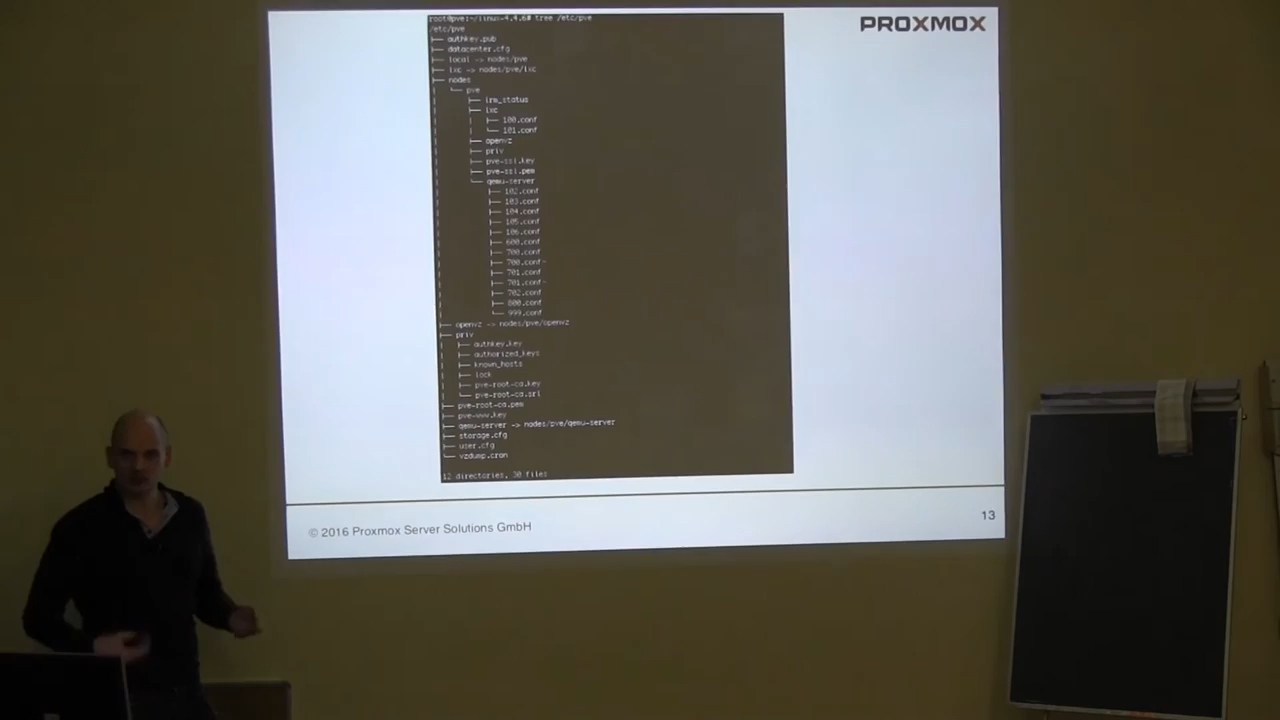 root@pve:~/linux-4.4.6# tree /etc/pve
/etc/pve
├── authkey.pub
├── datacenter.cfg
├── local -> nodes/pve
├── lxc -> nodes/pve/lxc
├── nodes
│   └── pve
│       ├── lrm_status
│       ├── lxc
│       │   ├── 100.conf
│       │   └── 101.conf
│       ├── openvz
│       ├── priv
│       ├── pve-ssl.key
│       ├── pve-ssl.pem
│       └── qemu-server
│           ├── 102.conf
│           ├── 103.conf
│           ├── 104.conf
│           ├── 105.conf
│           ├── 106.conf
│           ├── 600.conf
│           ├── 700.conf
│           ├── 700.conf~
│           ├── 701.conf
│           ├── 701.conf~
│           ├── 702.conf
│           ├── 800.conf
│           └── 999.conf
├── openvz -> nodes/pve/openvz
├── priv
│   ├── authkey.key
│   ├── authorized_keys
│   ├── known_hosts
│   ├── lock
│   ├── pve-root-ca.key
│   └── pve-root-ca.srl
├── pve-root-ca.pem
├── pve-www.key
├── qemu-server -> nodes/pve/qemu-server
├── storage.cfg
├── user.cfg
└── vzdump.cron
12 directories, 30 files
PROXMOX
© 2016 Proxmox Server Solutions GmbH
13